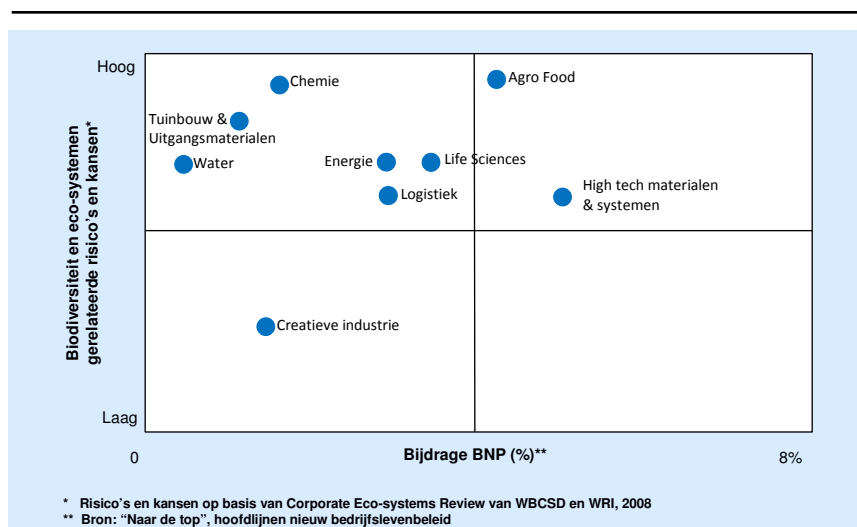 Hoog
Chemie
Agro Food
Tuinbouw &
Uitgangsmaterialen
Water
Energie
Life Sciences
Logistiek
High tech materialen
& systemen
Biodiversiteit en eco-systemen
gerelateerde risico's en kansen*
Creatieve industrie
Laag
0
Bijdrage BNP (%)**
8%
* Risico's en kansen op basis van Corporate Eco-systems Review van WBCSD en WRI, 2008
** Bron: “Naar de top”, hoofdlijnen nieuw bedrijfslevenbeleid